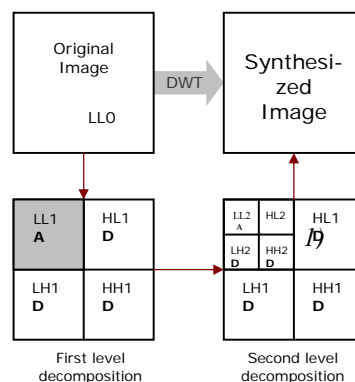 Original
Image
LL0
DWT
Synthesi-
zed
Image
LL1
A
HL1
D
LH1
D
HH1
D
LL2
A
HL2
LH2
D
HH2
D
HL1
D
1)
LH1
D
HH1
D
First level
decomposition
Second level
decomposition